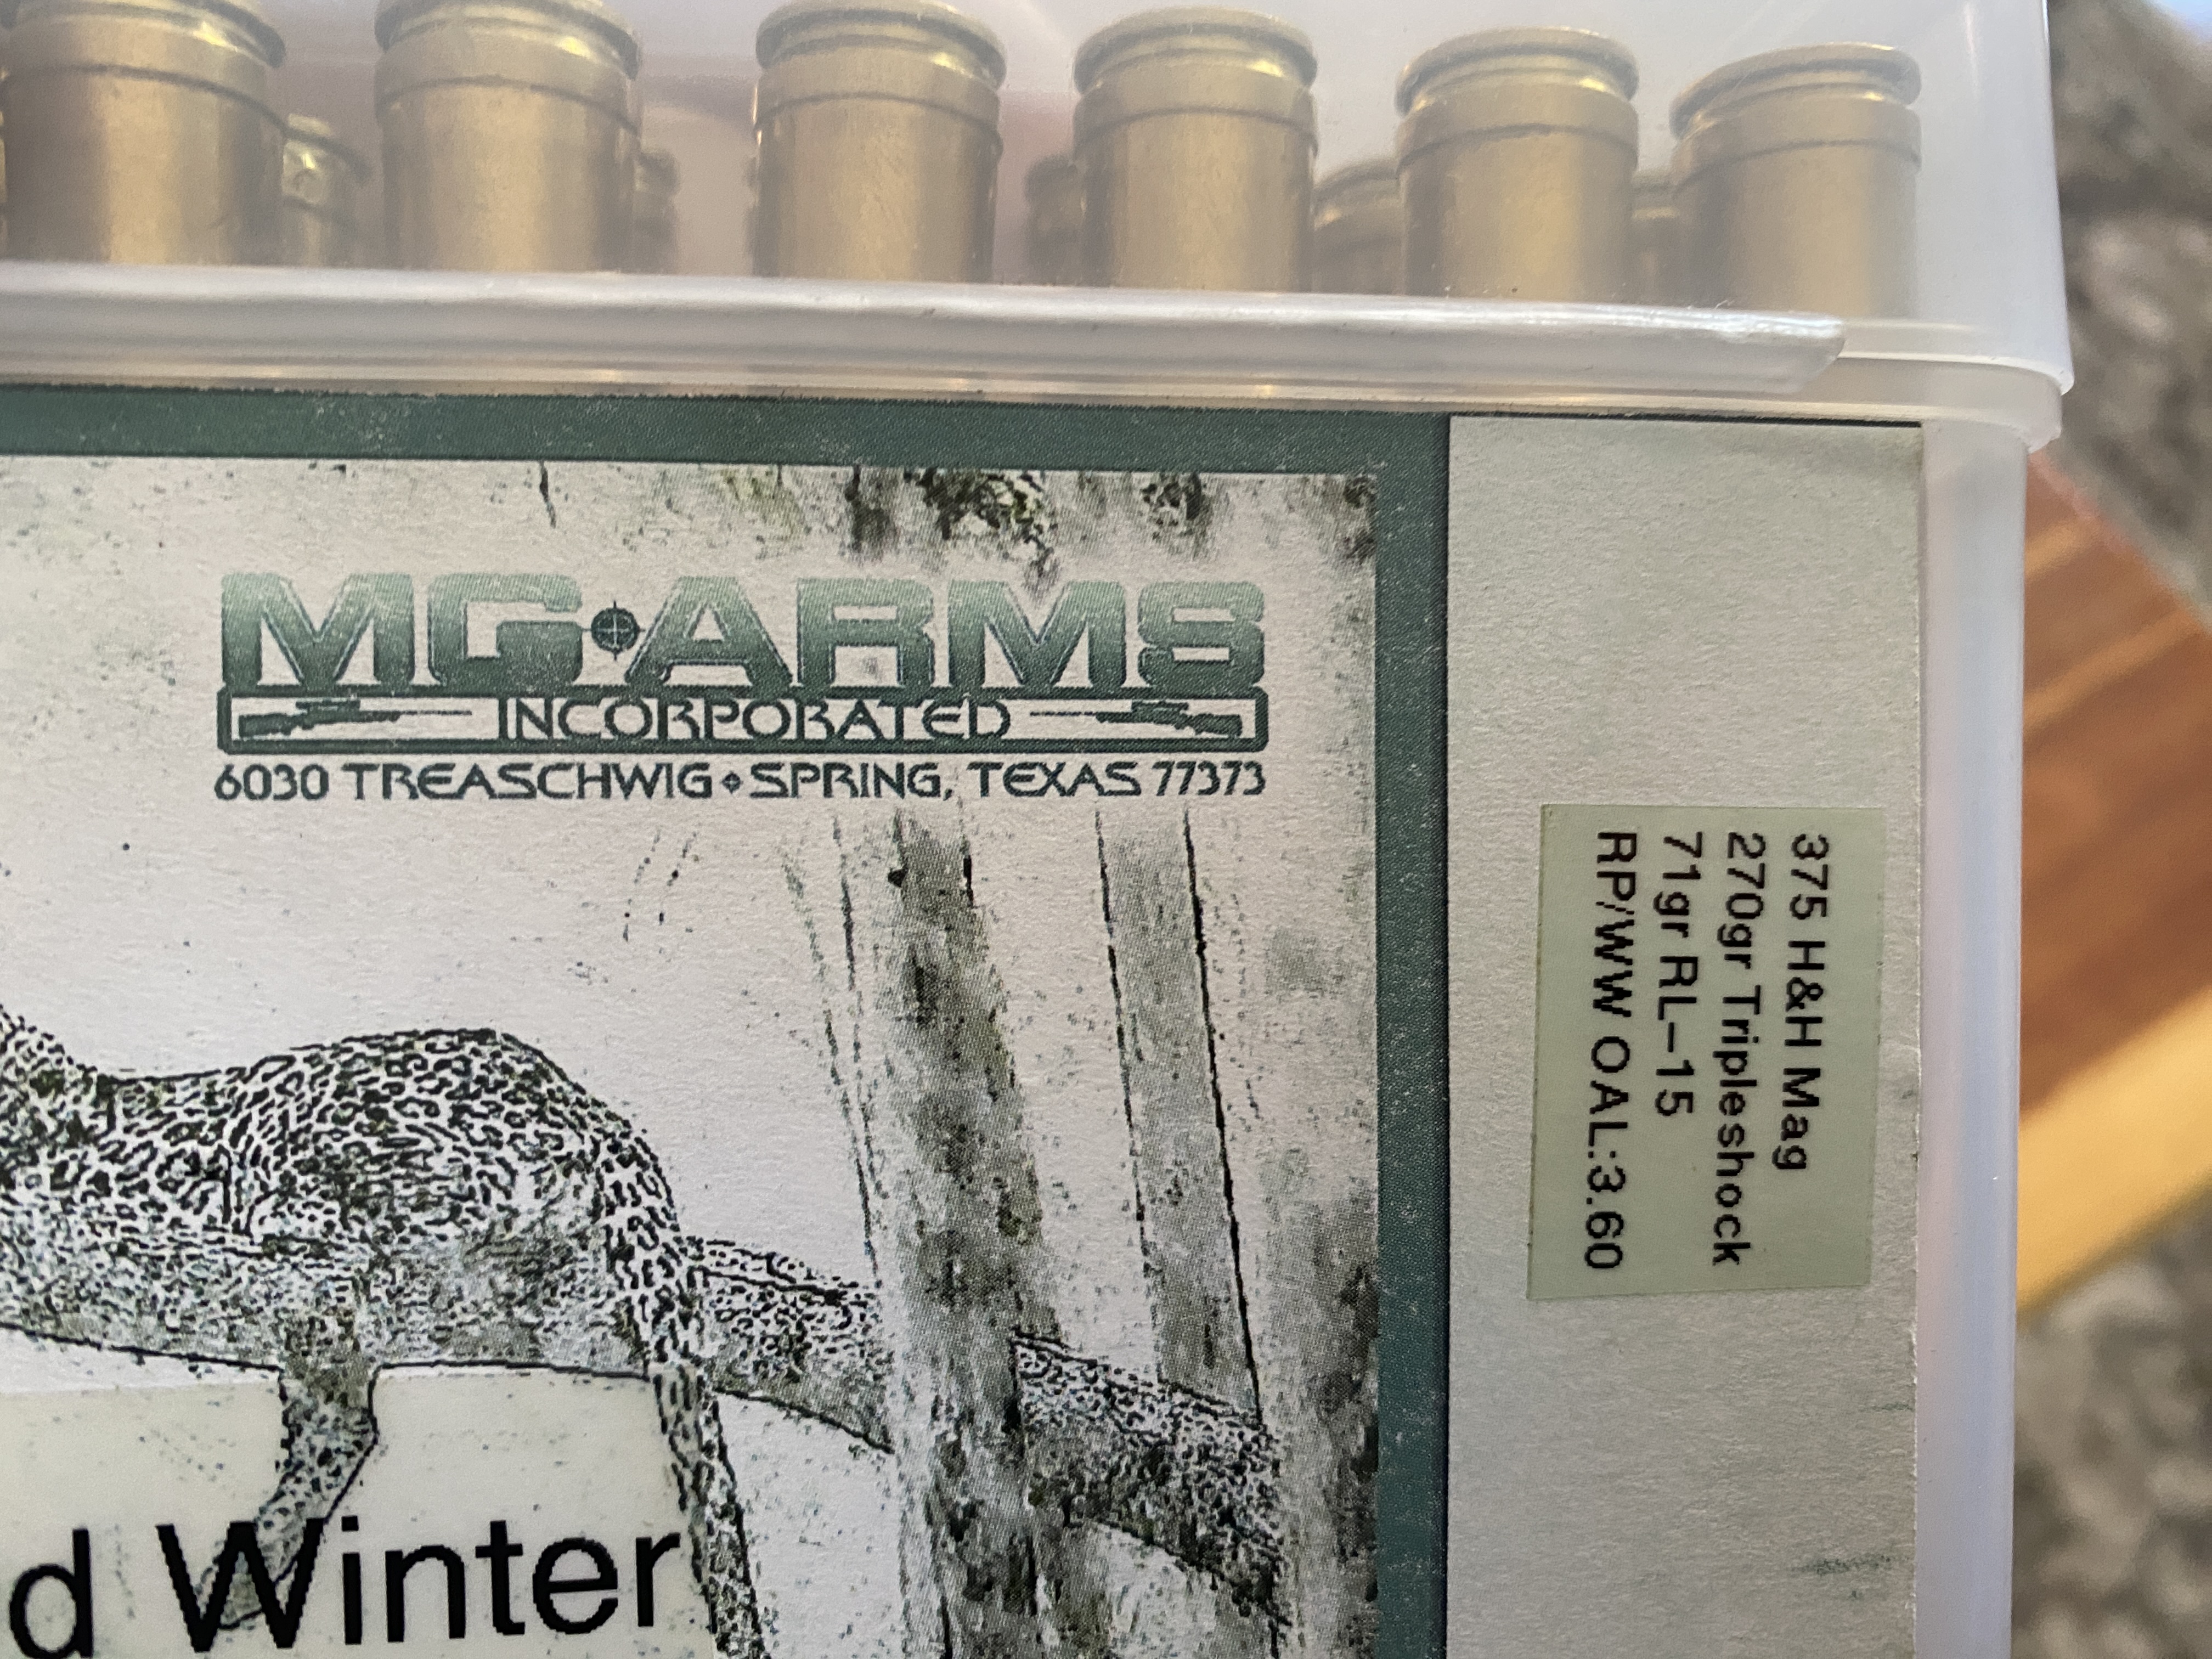 MG ARMS
INCORPORATED
6030 TREASCHWIG SPRING, TEXAS 77373
375 H&H Mag
270gr Tripleshock
71gr RL-15
RP/WW OAL:3.60
d Winter